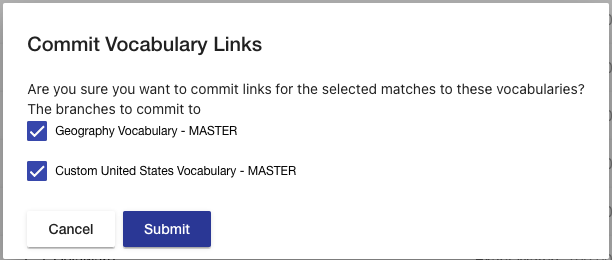 Commit Vocabulary Links
Are you sure you want to commit links for the selected matches to these vocabularies?
The branches to commit to
Geography Vocabulary - MASTER
Custom United States Vocabulary - MASTER
Cancel
Submit